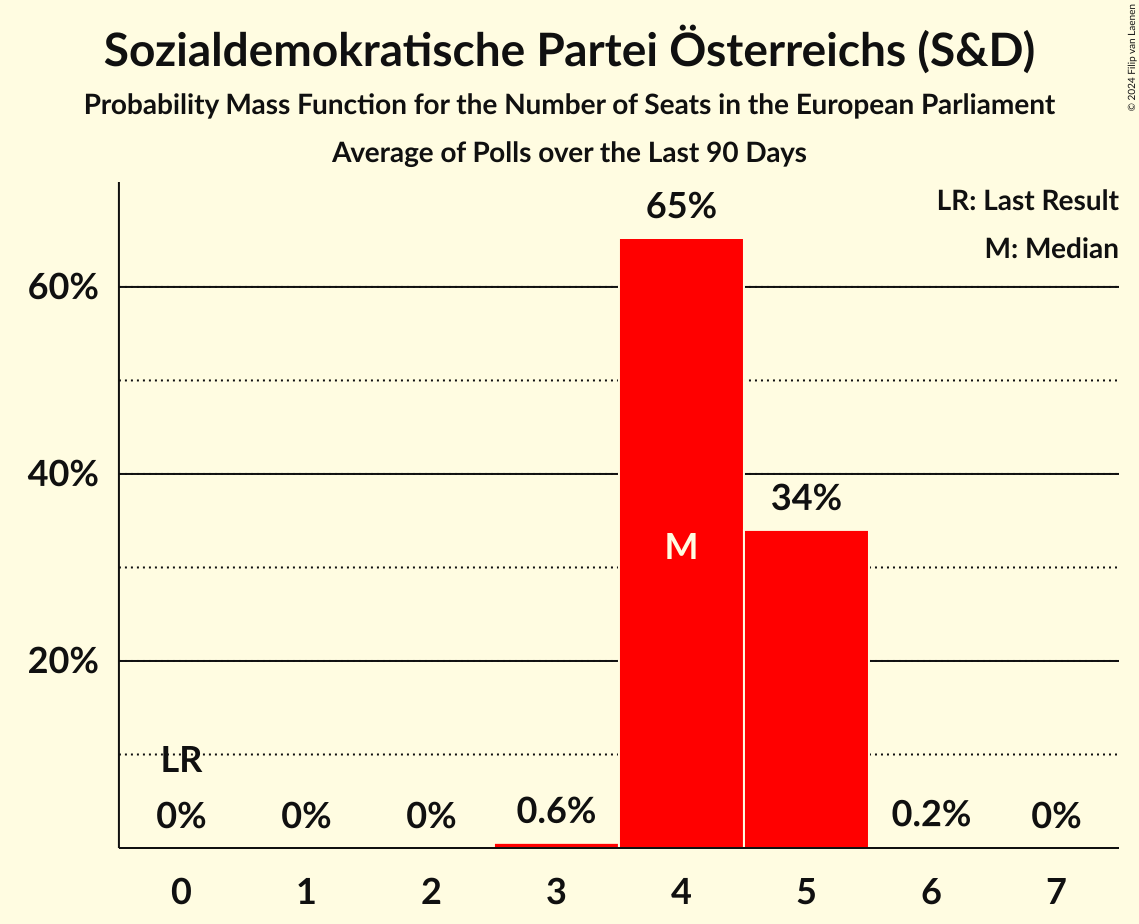 Sozialdemokratische Partei Österreichs (S&D)
Probability Mass Function for the Number of Seats in the European Parliament
Average of Polls over the Last 90 Days
© 2024 Filip van Laenen
LR: Last Result
M: Median
60%
40%
20%
65%
34%
M
LR
0%
0%
0%
0.6%
0.2%
0%
0
1
2
3
4
5
6
7